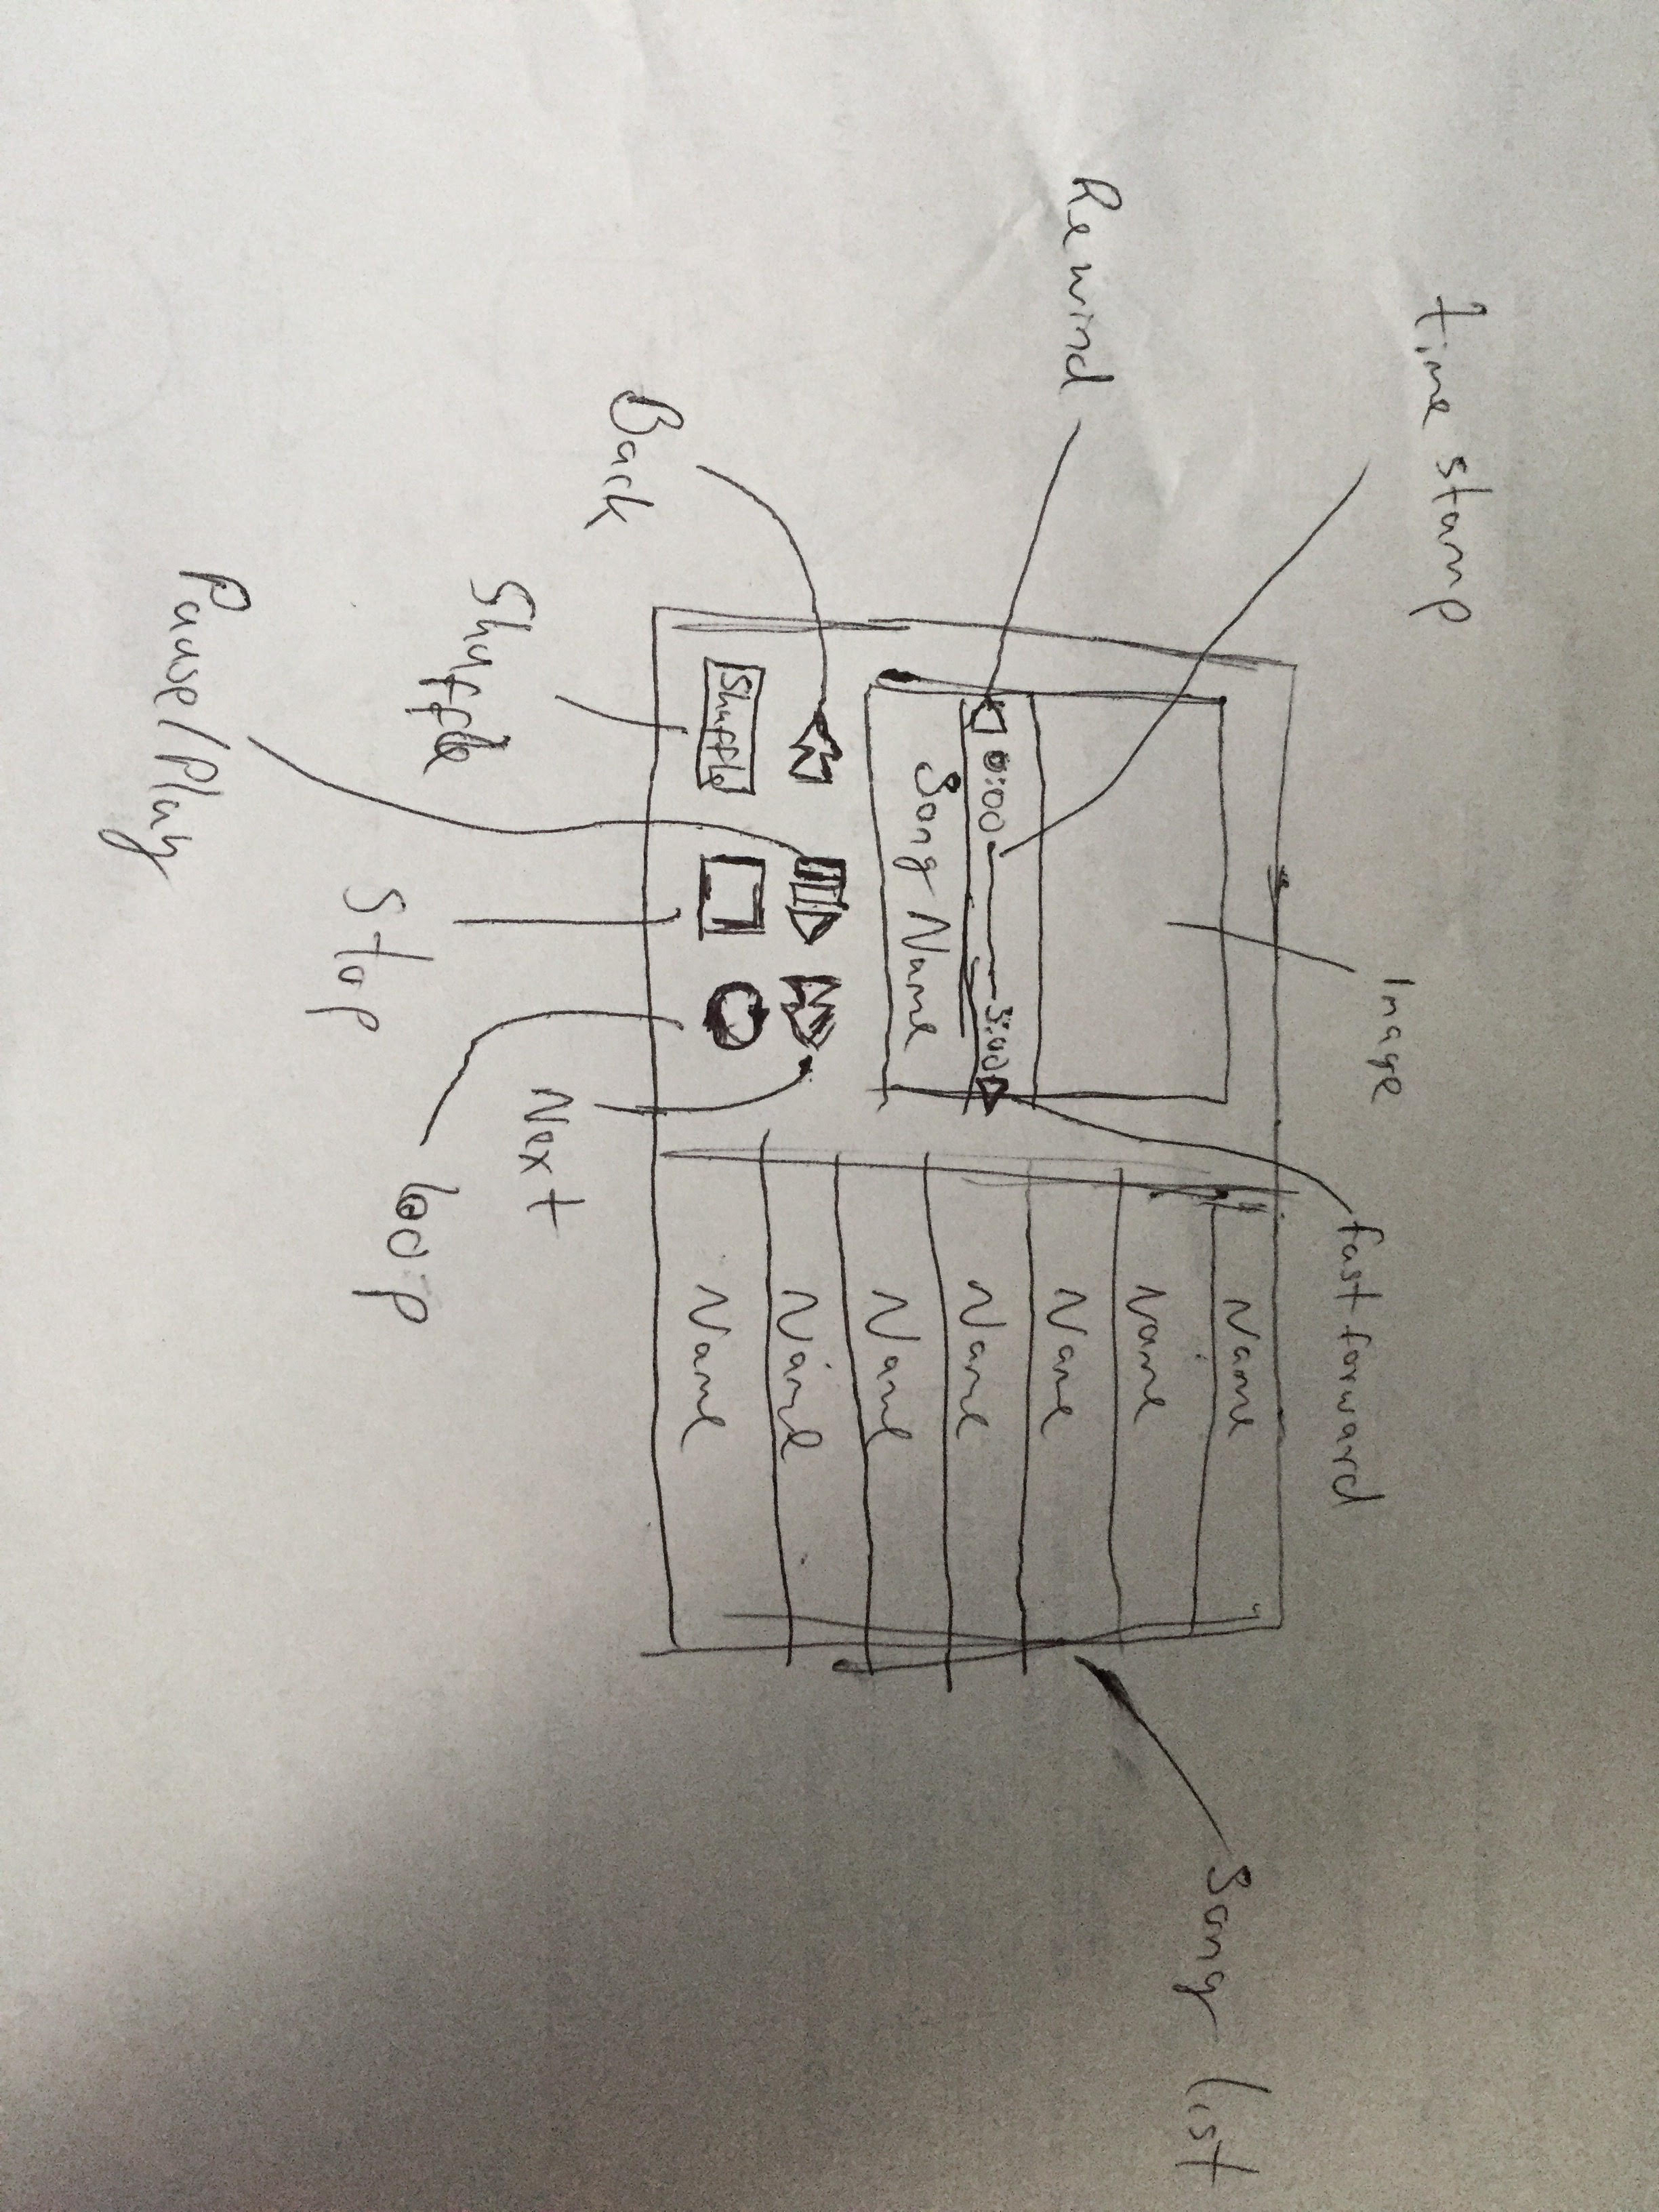 time stamp
Image
fast forward
Song list
Rewind
0:00
3:00
Song Name
Name
Name
Name
Name
Name
Name
Name
Back
Shuffle
Shuffle
Pause/Play
Stop
loop
Next